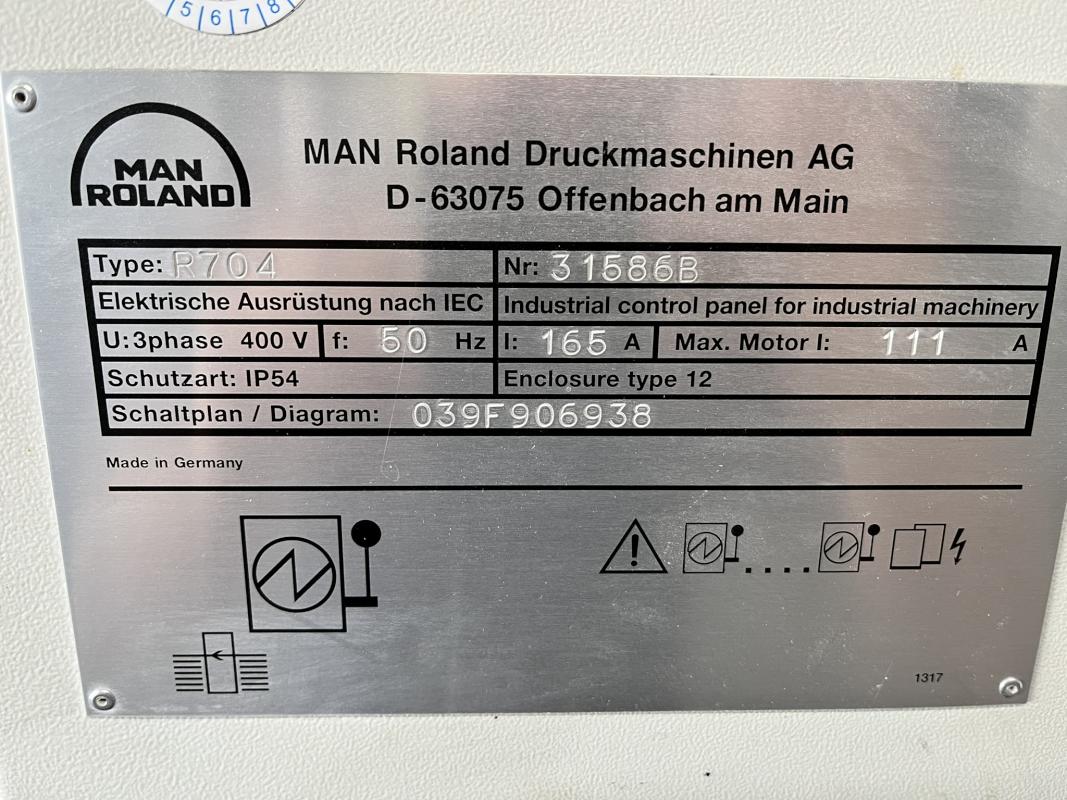 5 6 7 8
MAN
ROLAND
MAN Roland Druckmaschinen AG
D-63075 Offenbach am Main
Type: R704 Nr: 31586B
Elektrische Ausrüstung nach IEC Industrial control panel for industrial machinery
U: 3phase 400 V f: 50 Hz I: 165 A Max. Motor I: 111 A
Schutzart: IP54 Enclosure type 12
Schaltplan / Diagram: 039F906938
Made in Germany
1317